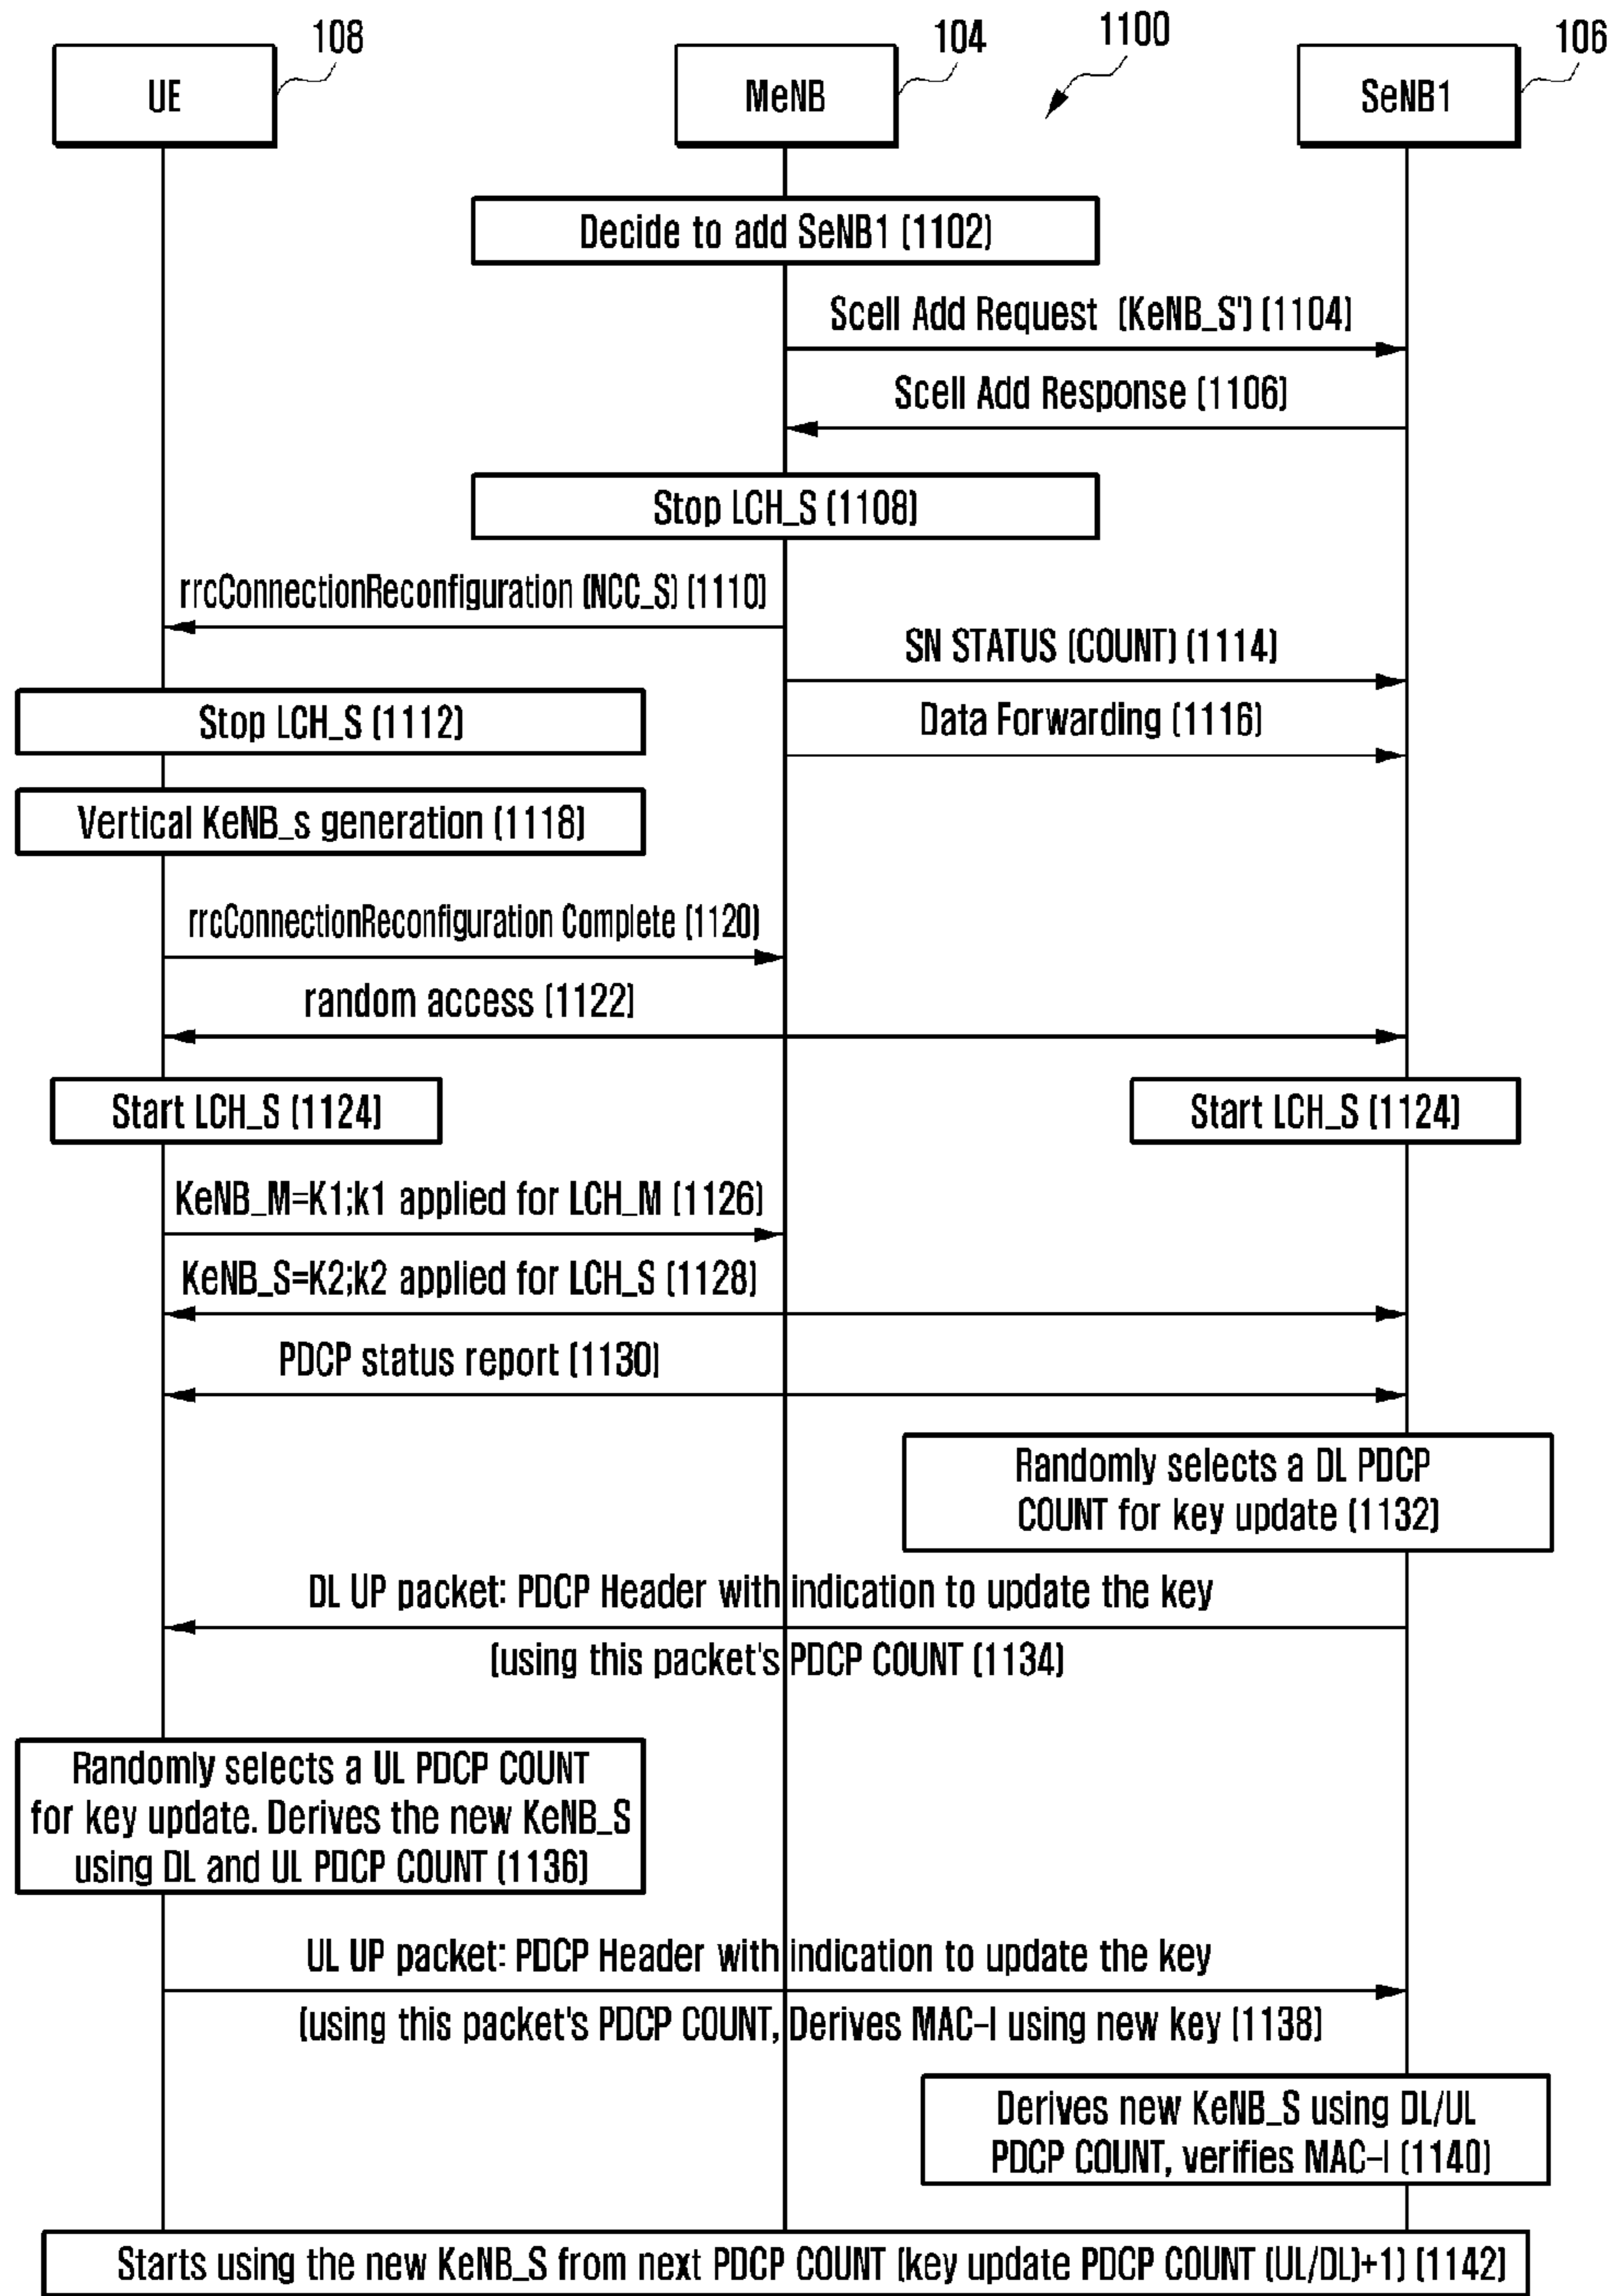 108
104
1100
106
UE
MeNB
SeNB1
Decide to add SeNB1 (1102)
Scell Add Request (KeNB_S') (1104)
Scell Add Response (1106)
Stop LCH_S (1108)
rrcConnectionReconfiguration (NCC_S) (1110)
SN STATUS (COUNT) (1114)
Stop LCH_S (1112)
Data Forwarding (1116)
Vertical KeNB_s generation (1118)
rrcConnectionReconfiguration Complete (1120)
random access (1122)
Start LCH_S (1124)
Start LCH_S (1124)
KeNB_M=K1;k1 applied for LCH_M (1126)
KeNB_S=K2;k2 applied for LCH_S (1128)
PDCP status report (1130)
Randomly selects a DL PDCP
COUNT for key update (1132)
DL UP packet: PDCP Header with indication to update the key
(using this packet's PDCP COUNT (1134)
Randomly selects a UL PDCP COUNT
for key update. Derives the new KeNB_S
using DL and UL PDCP COUNT (1136)
UL UP packet: PDCP Header with indication to update the key
(using this packet's PDCP COUNT, Derives MAC-I using new key (1138)
Derives new KeNB_S using DL/UL
PDCP COUNT, verifies MAC-I (1140)
Starts using the new KeNB_S from next PDCP COUNT (key update PDCP COUNT (UL/DL)+1) (1142)